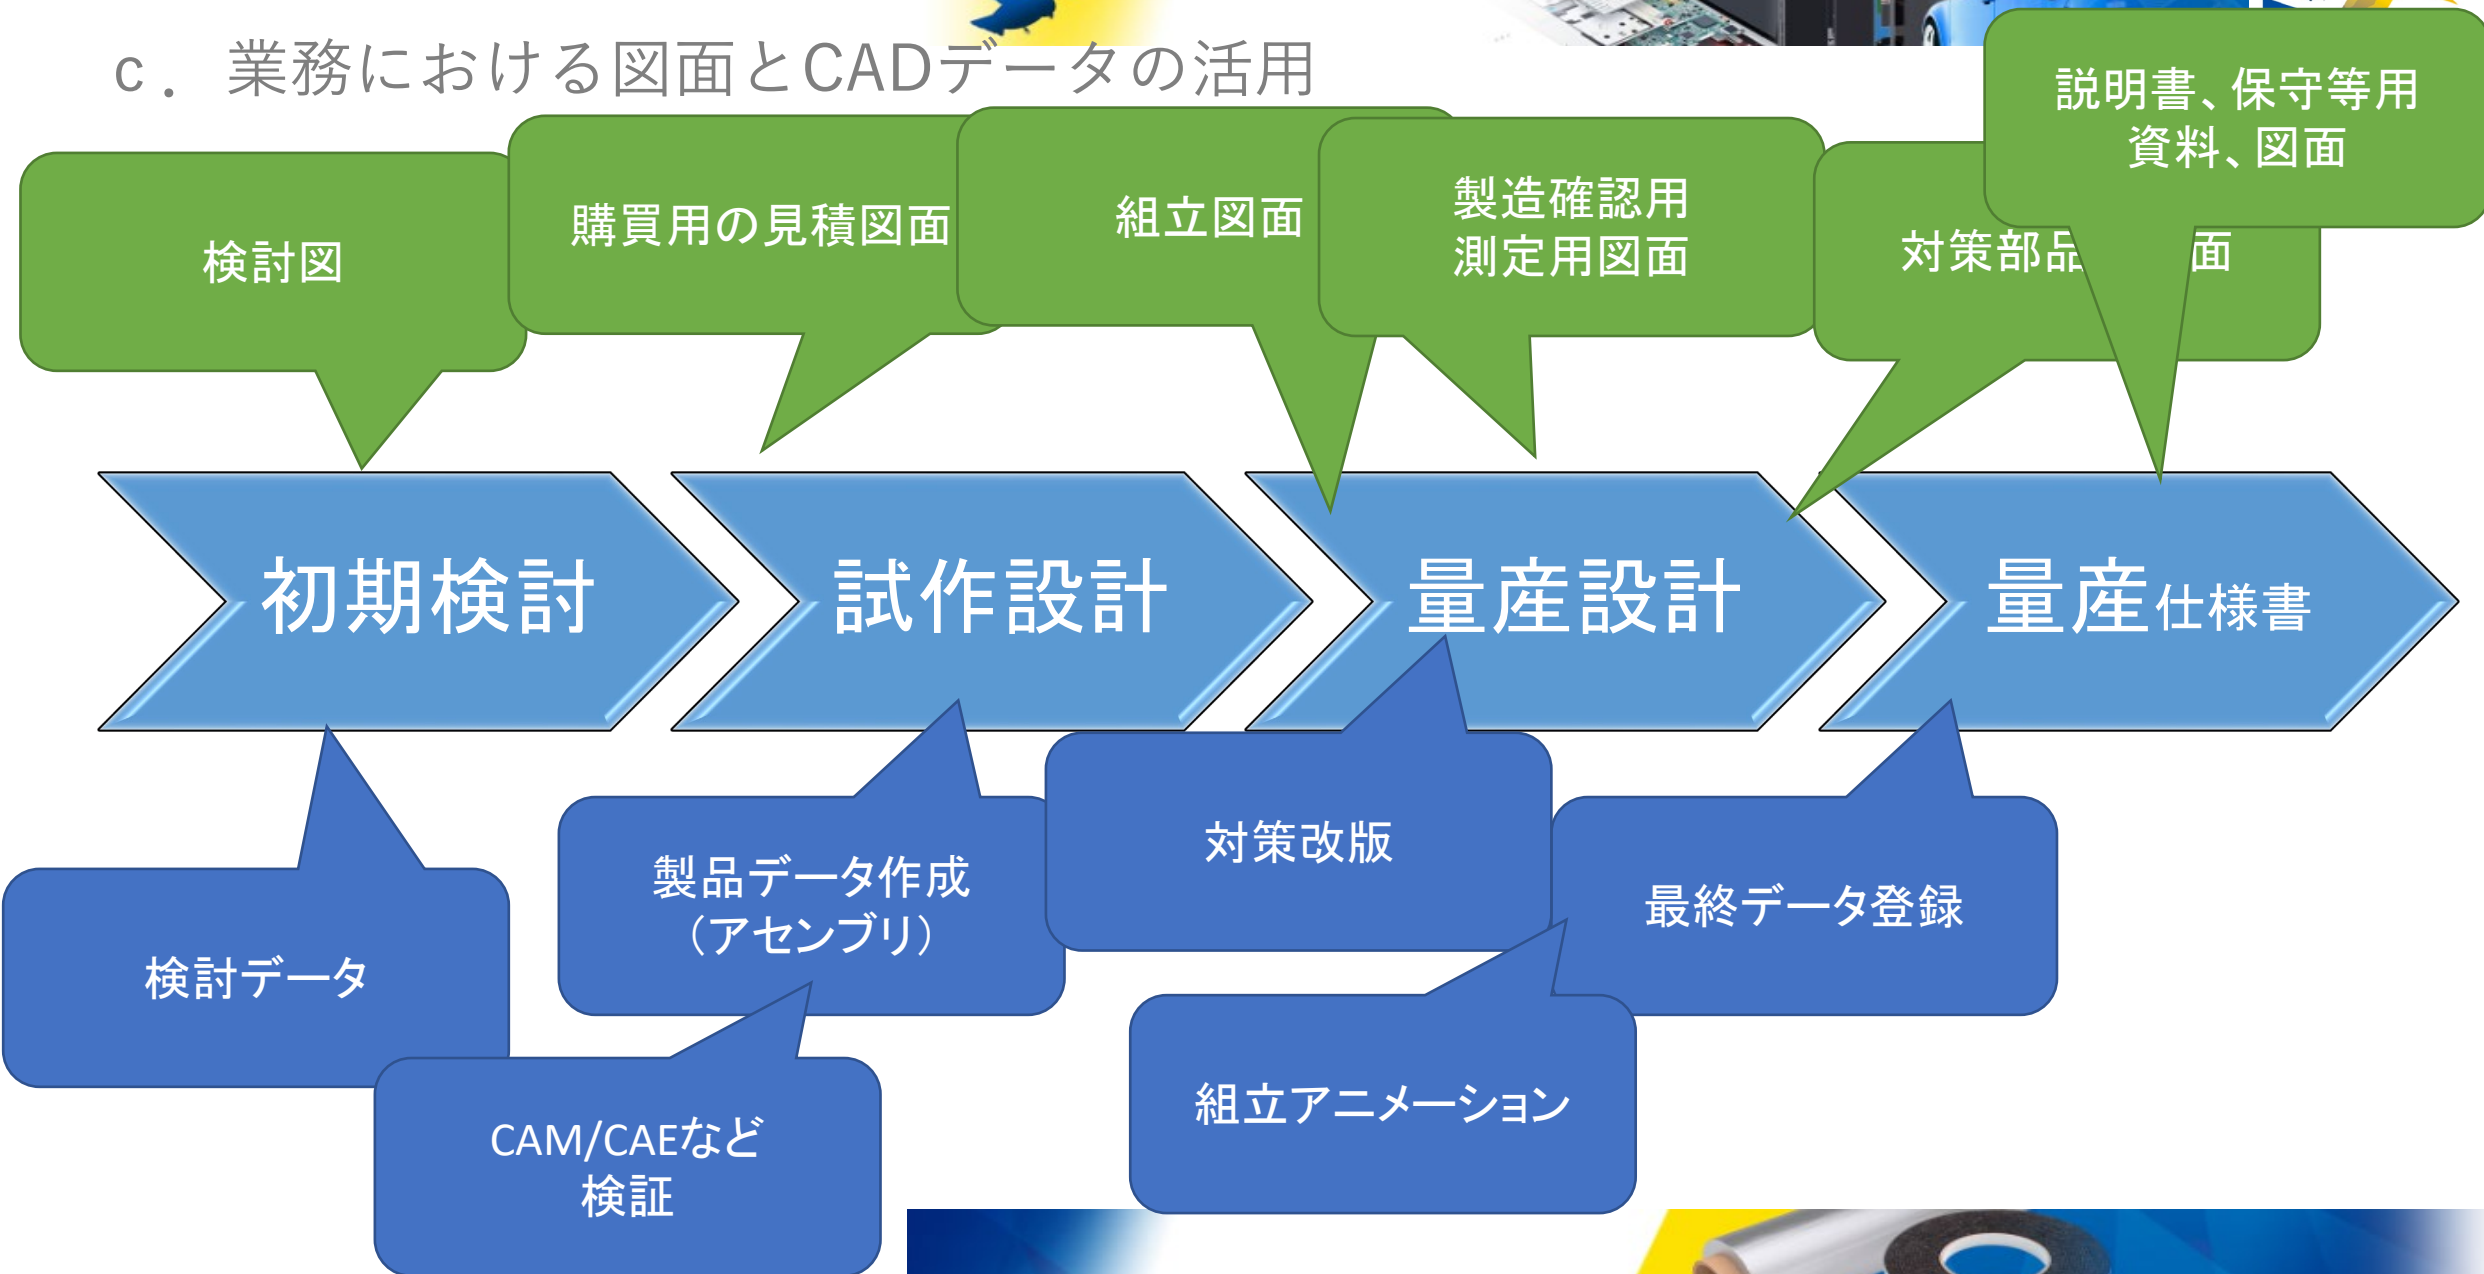 c．業務における図面とCADデータの活用
説明書、保守等用
資料、図面
検討図
購買用の見積図面
組立図面
製造確認用
測定用図面
対策部品
面
初期検討
試作設計
量産設計
量産仕様書
検討データ
製品データ作成
（アセンブリ）
対策改版
最終データ登録
CAM/CAEなど
検証
組立アニメーション